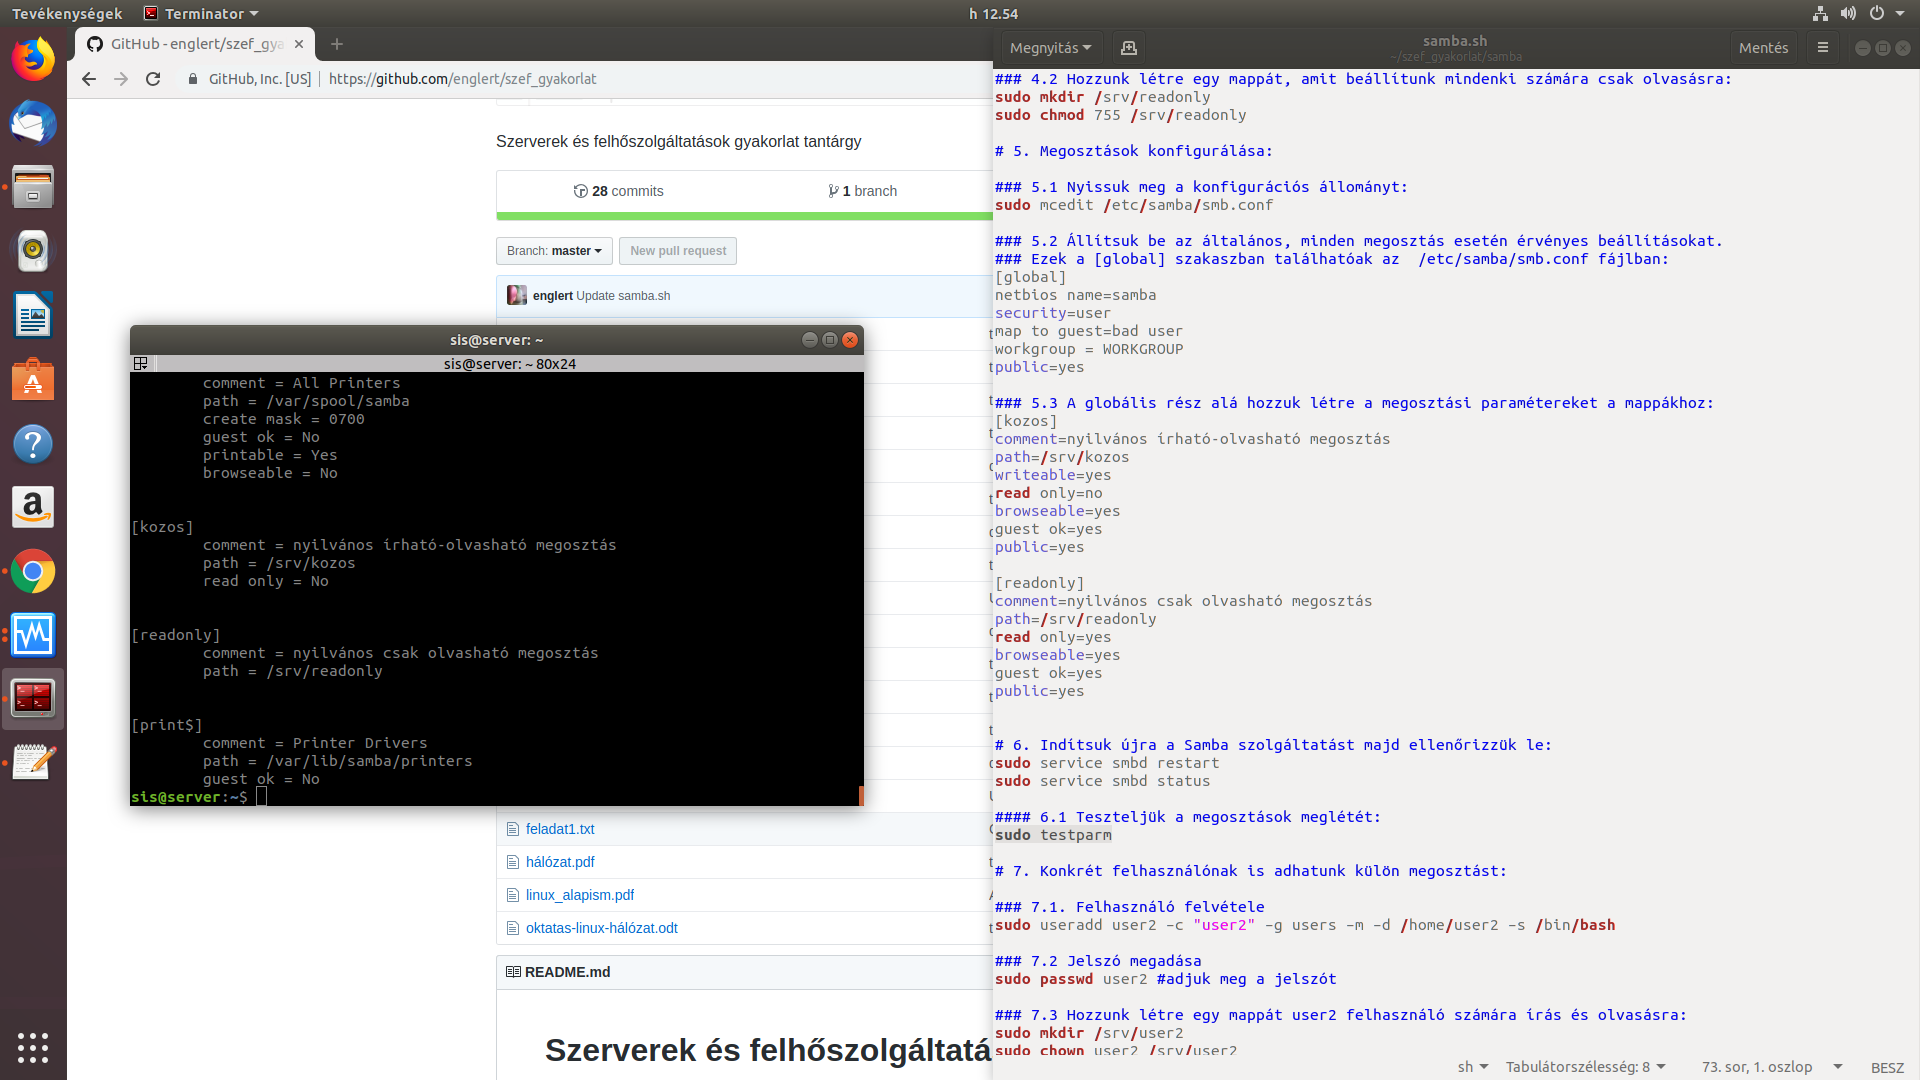 Tevékenységek
Terminator
h 12.54
GitHub - englert/szef_gya
GitHub, Inc. [US]
https://github.com/englert/szef_gyakorlat
Szerverek és felhőszolgáltatások gyakorlat tantárgy
28 commits
1 branch
Branch: master
New pull request
englert Update samba.sh
feladat1.txt
hálózat.pdf
linux_alapism.pdf
oktatas-linux-hálózat.odt
README.md
Szerverek és felhőszolgáltatá
sis@server: ~
sis@server: ~ 80x24
comment = All Printers
path = /var/spool/samba
create mask = 0700
guest ok = No
printable = Yes
browseable = No
[kozos]
comment = nyilvános írható-olvasható megosztás
path = /srv/kozos
read only = No
[readonly]
comment = nyilvános csak olvasható megosztás
path = /srv/readonly
[print$]
comment = Printer Drivers
path = /var/lib/samba/printers
guest ok = No
sis@server:~$
Megnyitás
samba.sh
~/szef_gyakorlat/samba
Mentés
### 4.2 Hozzunk létre egy mappát, amit beállítunk mindenki számára csak olvasásra:
sudo mkdir /srv/readonly
sudo chmod 755 /srv/readonly
# 5. Megosztások konfigurálása:
### 5.1 Nyissuk meg a konfigurációs állományt:
sudo mcedit /etc/samba/smb.conf
### 5.2 Állítsuk be az általános, minden megosztás esetén érvényes beállításokat.
### Ezek a [global] szakaszban találhatóak az  /etc/samba/smb.conf fájlban:
[global]
netbios name=samba
security=user
map to guest=bad user
workgroup = WORKGROUP
public=yes
### 5.3 A globális rész alá hozzuk létre a megosztási paramétereket a mappákhoz:
[kozos]
comment=nyilvános írható-olvasható megosztás
path=/srv/kozos
writeable=yes
read only=no
browseable=yes
guest ok=yes
public=yes
[readonly]
comment=nyilvános csak olvasható megosztás
path=/srv/readonly
read only=yes
browseable=yes
guest ok=yes
public=yes
# 6. Indítsuk újra a Samba szolgáltatást majd ellenőrizzük le:
sudo service smbd restart
sudo service smbd status
#### 6.1 Teszteljük a megosztások meglétét:
sudo testparm
# 7. Konkrét felhasználónak is adhatunk külön megosztást:
### 7.1. Felhasználó felvétele
sudo useradd user2 -c "user2" -g users -m -d /home/user2 -s /bin/bash
### 7.2 Jelszó megadása
sudo passwd user2 #adjuk meg a jelszót
### 7.3 Hozzunk létre egy mappát user2 felhasználó számára írás és olvasásra:
sudo mkdir /srv/user2
sudo chown user2 /srv/user2
sh
Tabulátorszélesség: 8
73. sor, 1. oszlop
BESZ